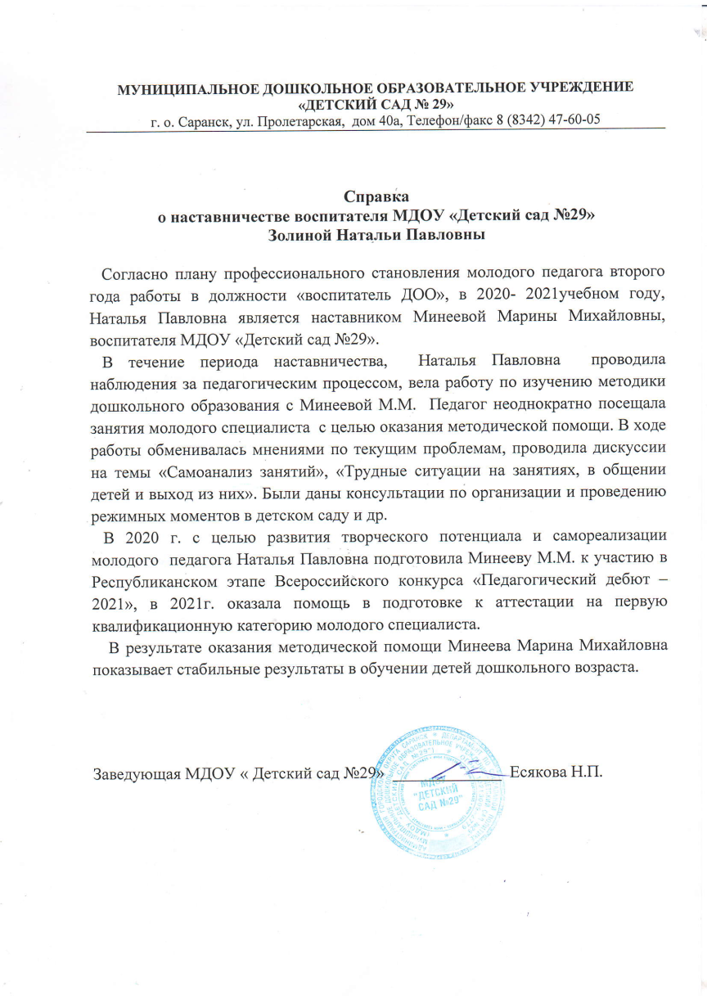 МУНИЦИПАЛЬНОЕ ДОШКОЛЬНОЕ ОБРАЗОВАТЕЛЬНОЕ УЧРЕЖДЕНИЕ
«ДЕТСКИЙ САД № 29»
г. о. Саранск, ул. Пролетарская, дом 40а, Телефон/факс 8 (8342) 47-60-05
Справка
о наставничестве воспитателя МДОУ «Детский сад №29»
Золиной Натальи Павловны
Согласно плану профессионального становления молодого педагога второго
года работы в должности «воспитатель ДОО», в 2020- 2021учебном году,
Наталья Павловна является наставником Минеевой Марины Михайловны,
воспитателя МДОУ «Детский сад №29».
В течение периода наставничества, Наталья Павловна проводила
наблюдения за педагогическим процессом, вела работу по изучению методики
дошкольного образования с Минеевой М.М. Педагог неоднократно посещала
занятия молодого специалиста с целью оказания методической помощи. В ходе
работы обменивалась мнениями по текущим проблемам, проводила дискуссии
на темы «Самоанализ занятий», «Трудные ситуации на занятиях, в общении
детей и выход из них». Были даны консультации по организации и проведению
режимных моментов в детском саду и др.
В 2020 г. с целью развития творческого потенциала и самореализации
молодого педагога Наталья Павловна подготовила Минееву М.М. к участию в
Республиканском этапе Всероссийского конкурса «Педагогический дебют –
2021», в 2021г. оказала помощь в подготовке к аттестации на первую
квалификационную категорию молодого специалиста.
В результате оказания методической помощи Минеева Марина Михайловна
показывает стабильные результаты в обучении детей дошкольного возраста.
Заведующая МДОУ « Детский сад №29» Есякова Н.П.
МДОУ
"ДЕТСКИЙ
САД №29"